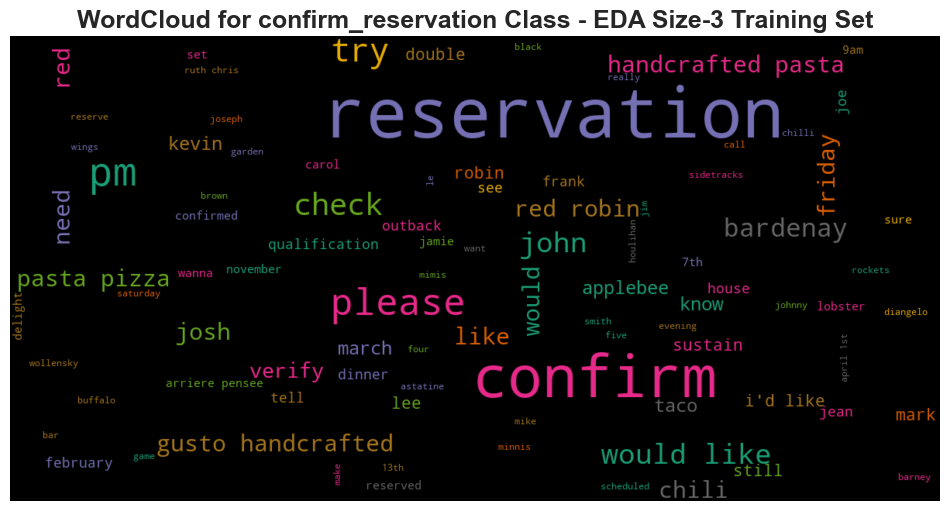 WordCloud for confirm_reservation Class - EDA Size-3 Training Set
black
try
double
9am
set
red
handcrafted pasta
ruth chris
really
reservation
joe
reserve
joseph
chilli
kevin
call
wings
garden
friday
pm
carol
robin
sidetracks
le
frank
see
brown
need
check
red robin
jim
confirmed
outback
bardenay
sure
houlihan
qualification
jamie
john
want
7th
pasta pizza
wanna
november
mimis
would
rockets
applebee
house
saturday
delight
please
know
johnny
lobster
diangelo
smith
evening
josh
like
five
sustain
march
four
april 1st
wollensky
verify
dinner
confirm
arriere pensee
astatine
tell
lee
taco
i'd like
buffalo
jean
mark
mike
bar
gusto handcrafted
minnis
game
would like
february
13th
still
make
barney
reserved
scheduled
chili